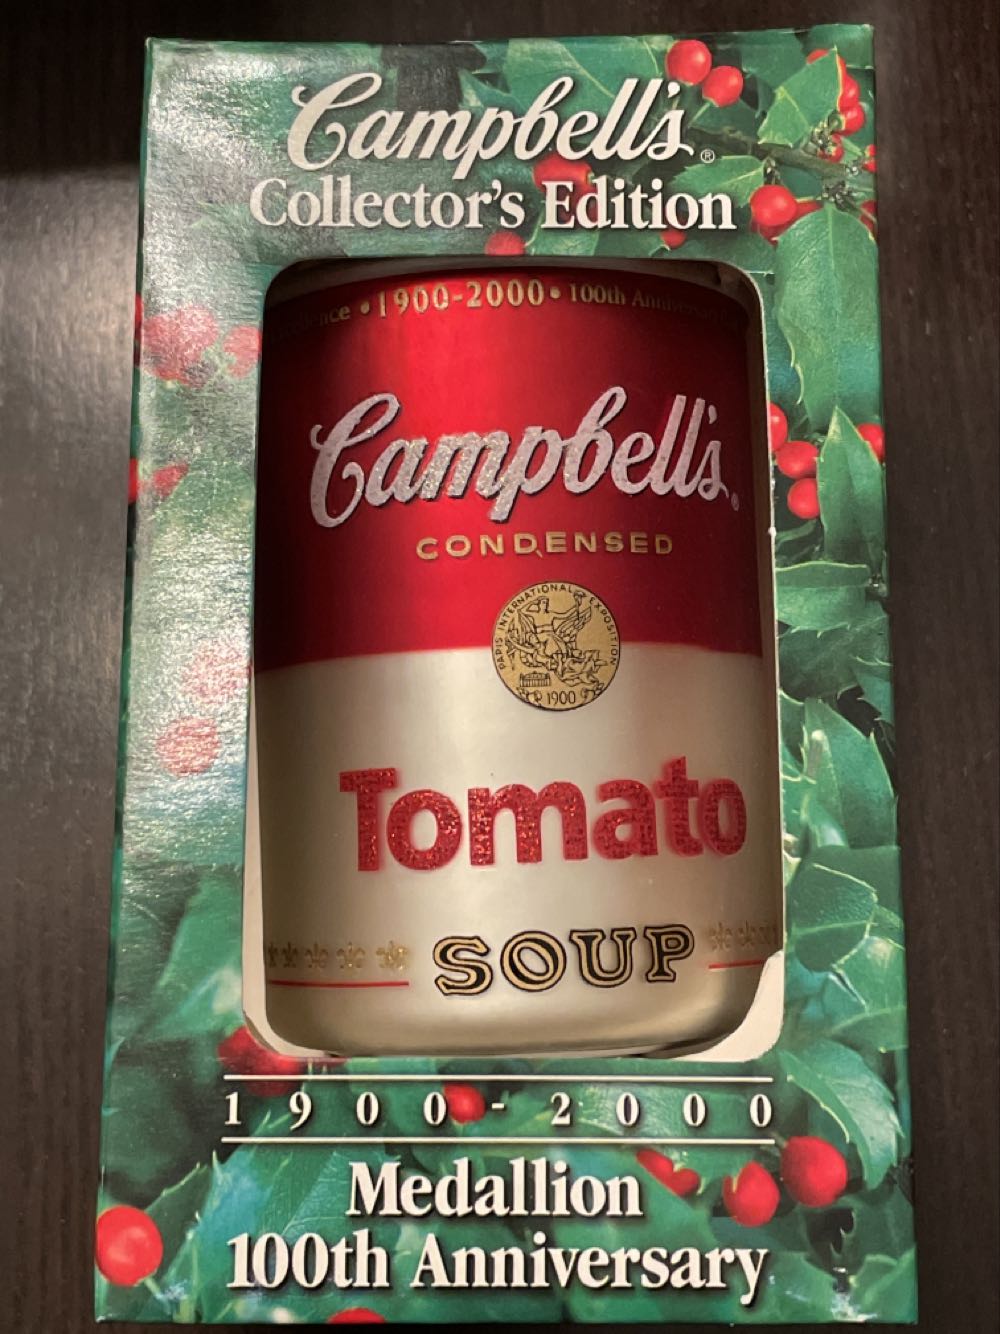 Campbell's®
Collector's Edition
• 1900-2000 • 100th Anniversary
Campbell's®
CONDENSED
PARIS INTERNATIONAL EXPOSITION
1900
Tomato
SOUP
1900-2000
Medallion
100th Anniversary